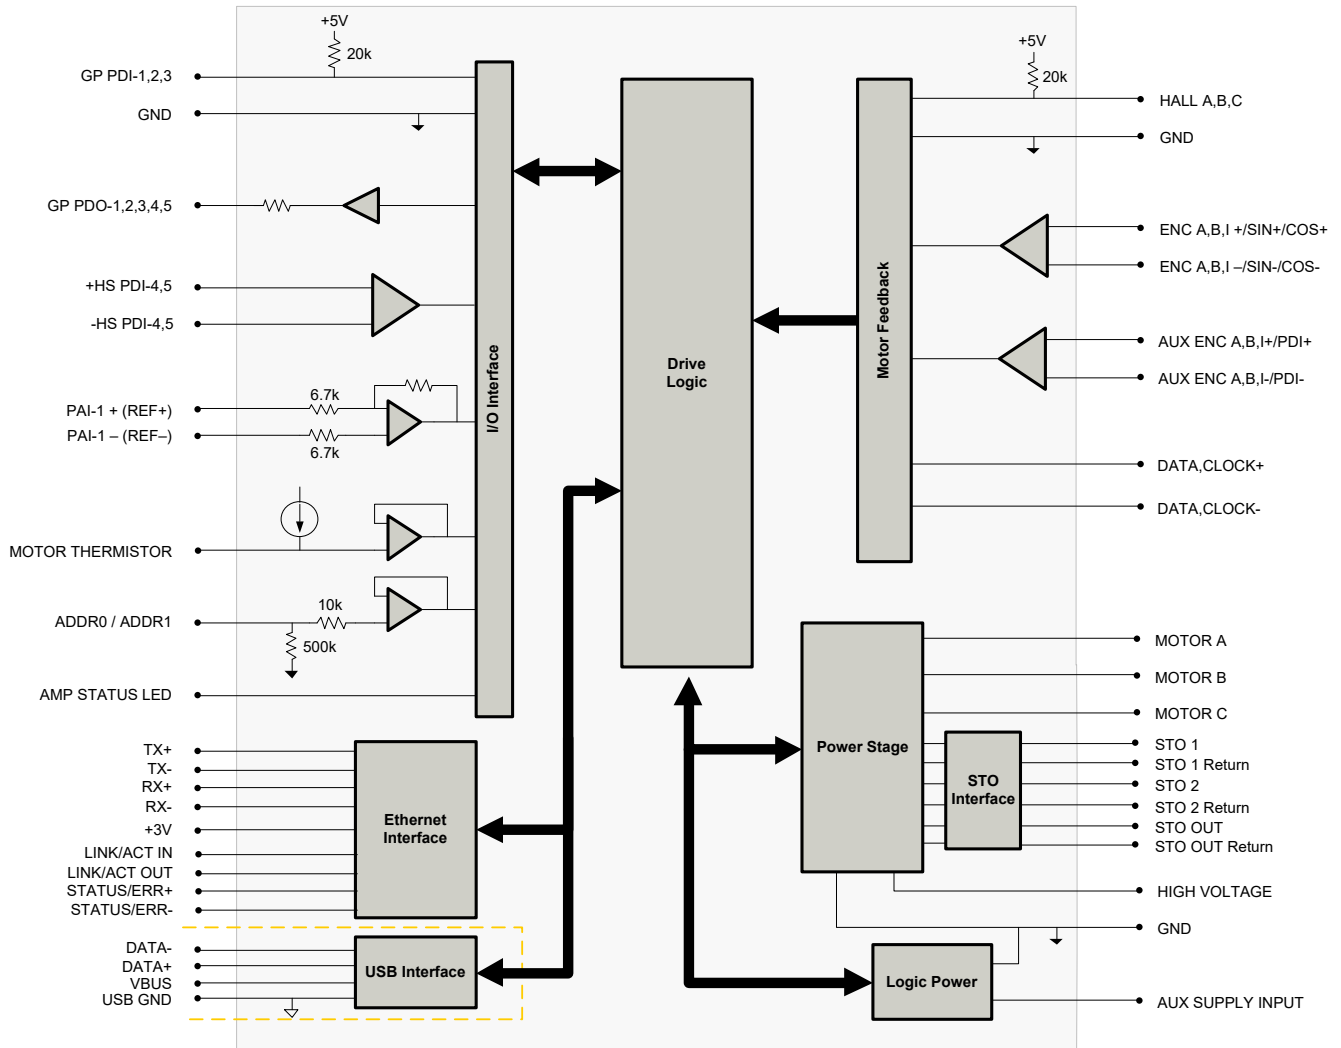 +5V
20k
GP PDI-1,2,3
GND
GP PDO-1,2,3,4,5
+HS PDI-4,5
-HS PDI-4,5
6.7k
PAI-1 + (REF+)
PAI-1 – (REF–)
6.7k
MOTOR THERMISTOR
10k
ADDR0 / ADDR1
500k
AMP STATUS LED
I/O Interface
TX+
TX-
RX+
RX-
+3V
LINK/ACT IN
LINK/ACT OUT
STATUS/ERR+
STATUS/ERR-
Ethernet
Interface
DATA-
DATA+
VBUS
USB GND
USB Interface
Drive
Logic
Motor Feedback
+5V
20k
HALL A,B,C
GND
ENC A,B,I +/SIN+/COS+
ENC A,B,I –/SIN-/COS-
AUX ENC A,B,I+/PDI+
AUX ENC A,B,I-/PDI-
DATA,CLOCK+
DATA,CLOCK-
Power Stage
MOTOR A
MOTOR B
MOTOR C
STO
Interface
STO 1
STO 1 Return
STO 2
STO 2 Return
STO OUT
STO OUT Return
HIGH VOLTAGE
GND
Logic Power
AUX SUPPLY INPUT